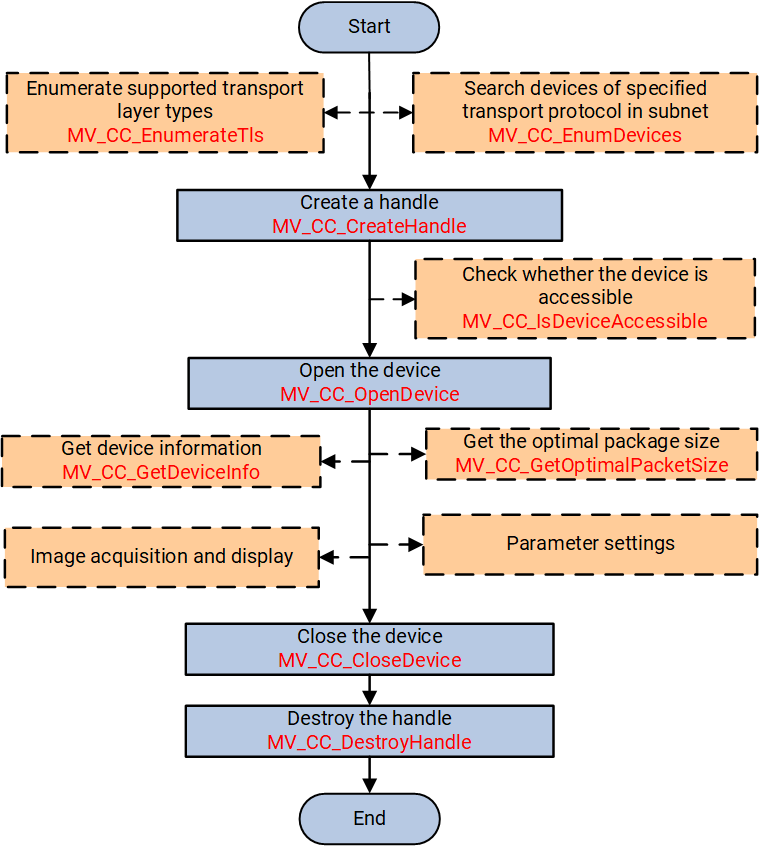 Start
Enumerate supported transport
layer types
MV_CC_EnumerateTls
Search devices of specified
transport protocol in subnet
MV_CC_EnumDevices
Create a handle
MV_CC_CreateHandle
Check whether the device is
accessible
MV_CC_IsDeviceAccessible
Open the device
MV_CC_OpenDevice
Get device information
MV_CC_GetDeviceInfo
Get the optimal package size
MV_CC_GetOptimalPacketSize
Image acquisition and display
Parameter settings
Close the device
MV_CC_CloseDevice
Destroy the handle
MV_CC_DestroyHandle
End